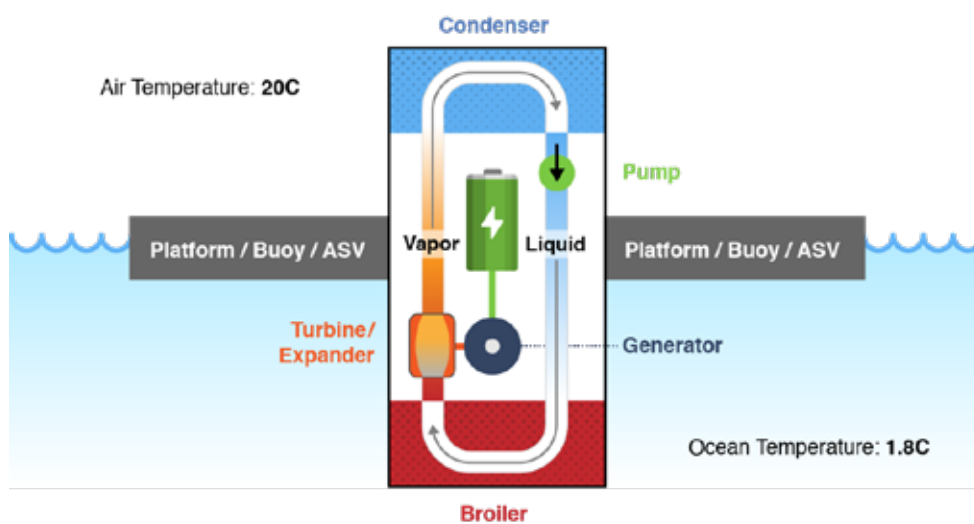 Condenser
Air Temperature: 20C
Pump
Platform / Buoy / ASV
Vapor
Liquid
Platform / Buoy / ASV
Turbine/
Expander
Generator
Ocean Temperature: 1.8C
Broiler